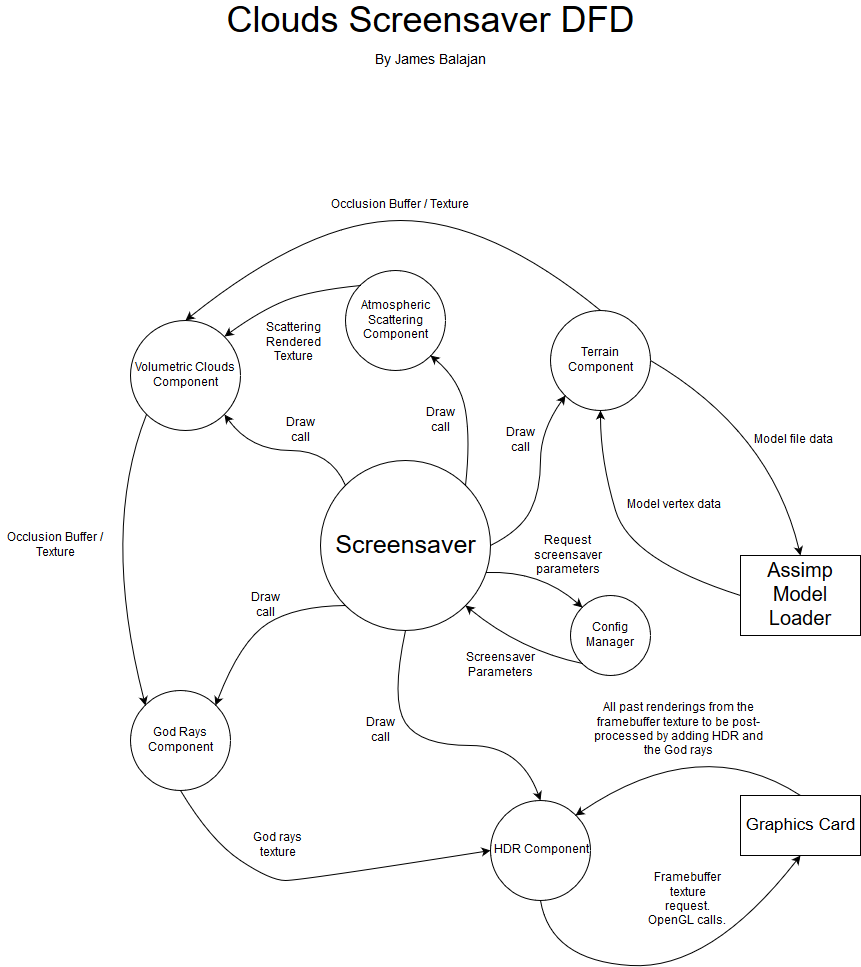 Clouds Screensaver DFD
By James Balajan
Occlusion Buffer / Texture
Atmospheric
Scattering
Component
Scattering
Rendered
Texture
Terrain
Component
Volumetric Clouds
Component
Draw
call
Draw
call
Draw
call
Model file data
Model vertex data
Occlusion Buffer /
Texture
Screensaver
Request
screensaver
parameters
Assimp
Model
Loader
Draw
call
Config
Manager
Screensaver
Parameters
God Rays
Component
Draw
call
All past renderings from the
framebuffer texture to be post-
processed by adding HDR and
the God rays
Graphics Card
God rays
texture
HDR Component
Framebuffer
texture
request.
OpenGL calls.